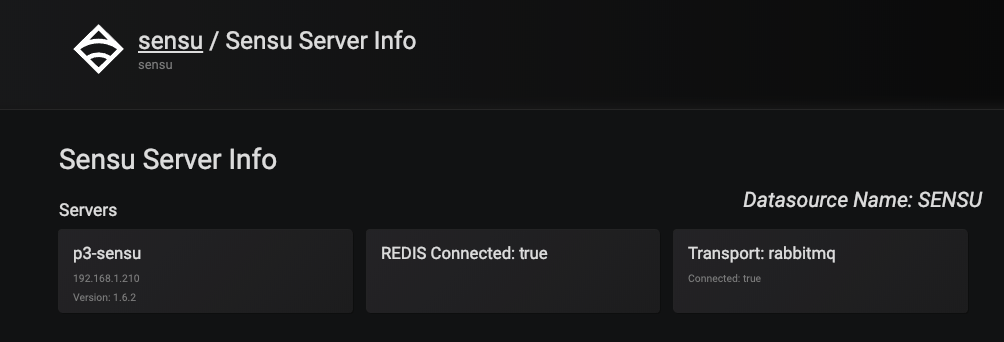 sensu / Sensu Server Info
sensu
Sensu Server Info
Datasource Name: SENSU
Servers
p3-sensu
192.168.1.210
Version: 1.6.2
REDIS Connected: true
Transport: rabbitmq
Connected: true